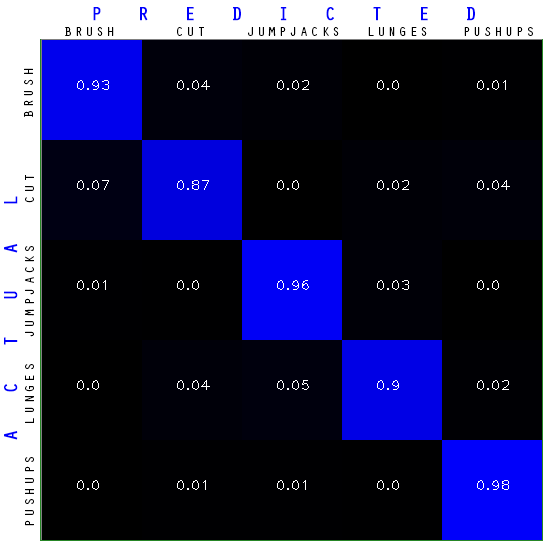 P R E D I C T E D
BRUSH CUT JUMPJACKS LUNGES PUSHUPS
A C T U A L
BRUSH 0.93 0.04 0.02 0.0 0.01
CUT 0.07 0.87 0.0 0.02 0.04
JUMPJACKS 0.01 0.0 0.96 0.03 0.0
LUNGES 0.0 0.04 0.05 0.9 0.02
PUSHUPS 0.0 0.01 0.01 0.0 0.98